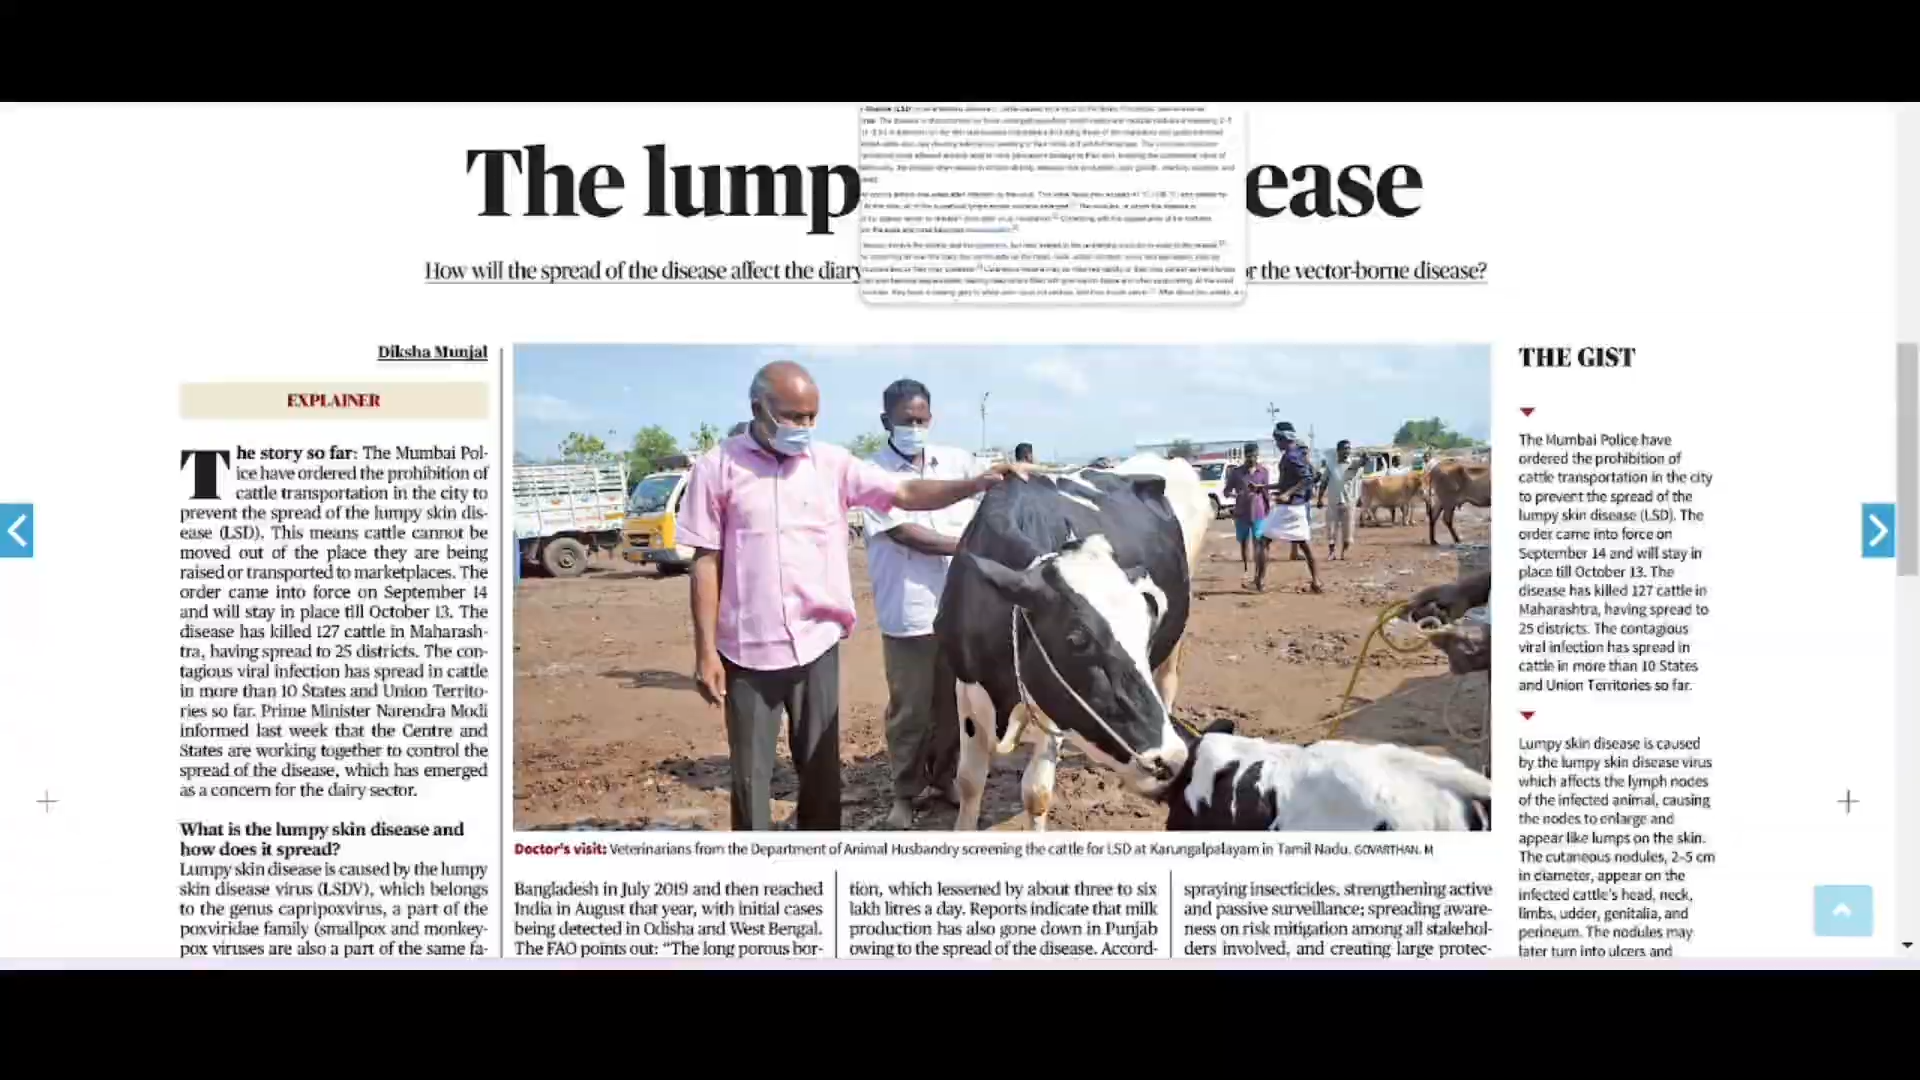 The lump
ease
How will the spread of the disease affect the diary
r the vector-borne disease?
Diksha Munjal
EXPLAINER
The story so far: The Mumbai Pol-
ice have ordered the prohibition of
cattle transportation in the city to
prevent the spread of the lumpy skin dis-
ease (LSD). This means cattle cannot be
moved out of the place they are being
raised or transported to marketplaces. The
order came into force on September 14
and will stay in place till October 13. The
disease has killed 127 cattle in Maharash-
tra, having spread to 25 districts. The con-
tagious viral infection has spread in cattle
in more than 10 States and Union Territo-
ries so far. Prime Minister Narendra Modi
informed last week that the Centre and
States are working together to control the
spread of the disease, which has emerged
as a concern for the dairy sector.
What is the lumpy skin disease and
how does it spread?
Lumpy skin disease is caused by the lumpy
skin disease virus (LSDV), which belongs
to the genus capripoxvirus, a part of the
poxviridae family (smallpox and monkey-
pox viruses are also a part of the same fa-
Doctor's visit: Veterinarians from the Department of Animal Husbandry screening the cattle for LSD at Karungalpalayam in Tamil Nadu. GOVARTHAN. M
Bangladesh in July 2019 and then reached
India in August that year, with initial cases
being detected in Odisha and West Bengal.
The FAO points out: “The long porous bor-
tion, which lessened by about three to six
lakh litres a day. Reports indicate that milk
production has also gone down in Punjab
owing to the spread of the disease. Accord-
spraying insecticides, strengthening active
and passive surveillance; spreading aware-
ness on risk mitigation among all stakehol-
ders involved, and creating large protec-
THE GIST
The Mumbai Police have
ordered the prohibition of
cattle transportation in the city
to prevent the spread of the
lumpy skin disease (LSD). The
order came into force on
September 14 and will stay in
place till October 13. The
disease has killed 127 cattle in
Maharashtra, having spread to
25 districts. The contagious
viral infection has spread in
cattle in more than 10 States
and Union Territories so far.
Lumpy skin disease is caused
by the lumpy skin disease virus
which affects the lymph nodes
of the infected animal, causing
the nodes to enlarge and
appear like lumps on the skin.
The cutaneous nodules, 2-5 cm
in diameter, appear on the
infected cattle's head, neck,
limbs, udder, genitalia, and
perineum. The nodules may
later turn into ulcers and